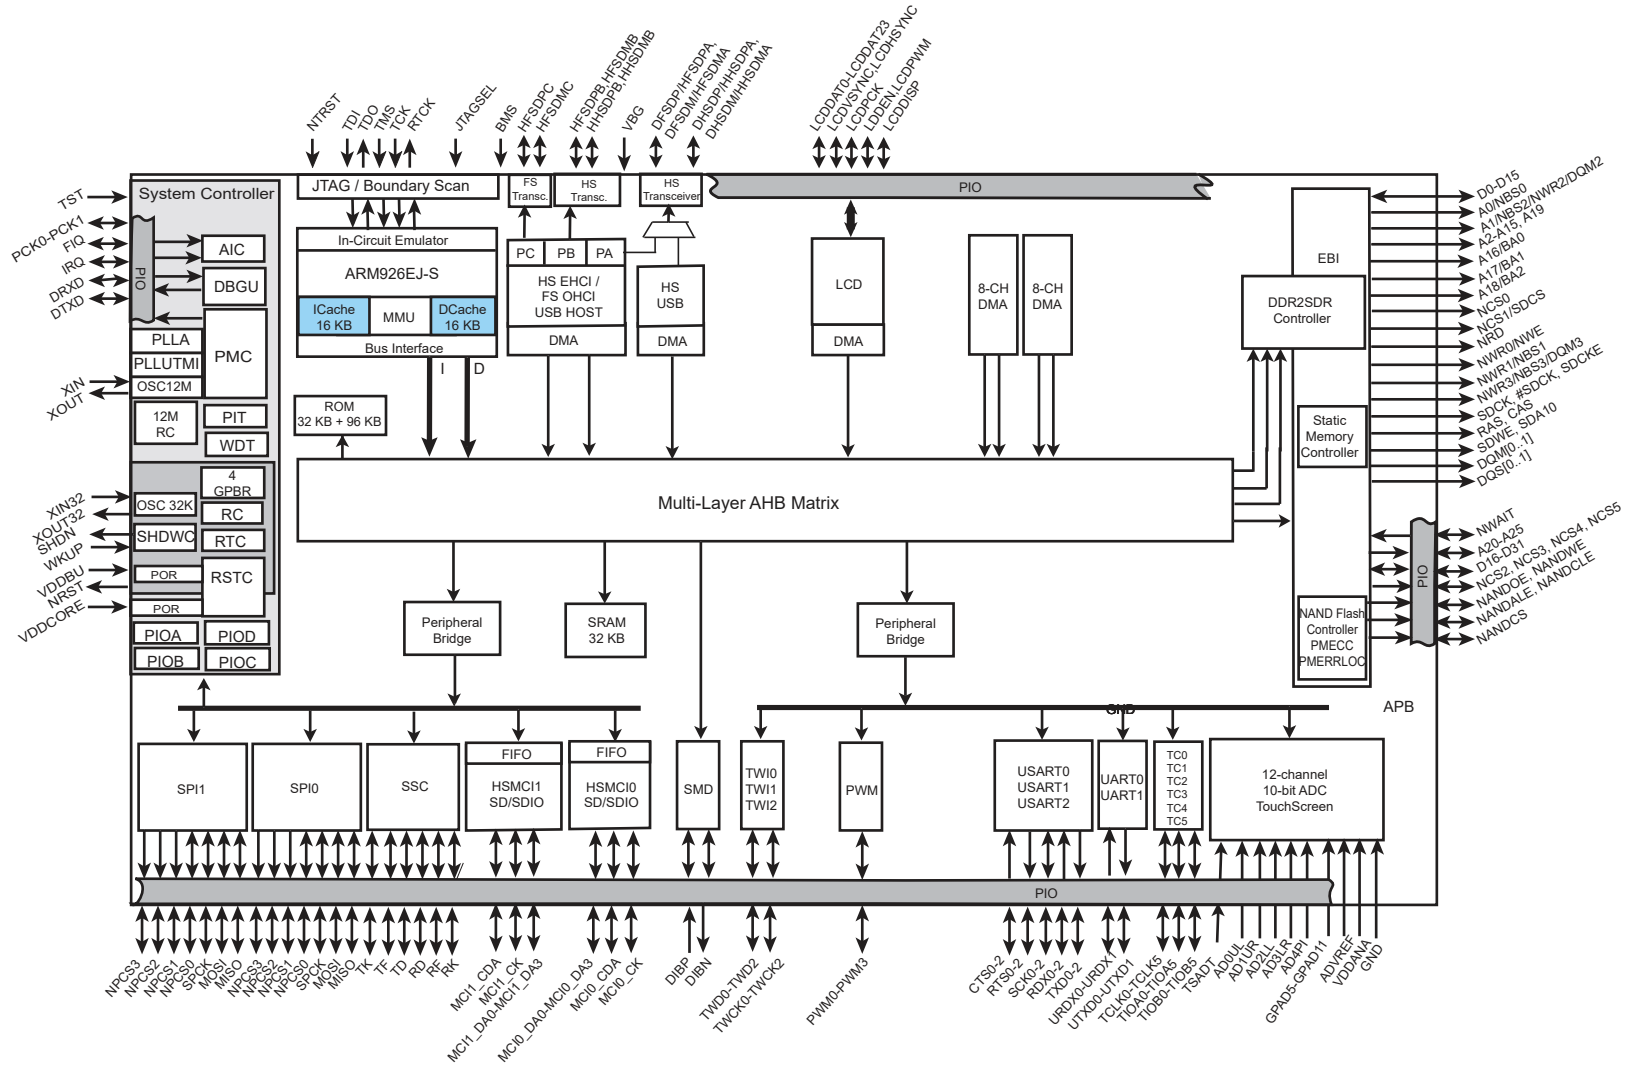 NTRST
TDI
TDO
TMS
TCK
RTCK
JTAGSEL
BMS
HFSDPC
HFSDMC
HFSDPB, HFSDMB
HHSDPB, HHSDMB
VBG
DFSDP/HFSDPA,
DFSDM/HFSDMA
DHSDP/HHSDPA,
DHSDM/HHSDMA
LCDDAT0-LCDDAT23
LCDVSYNC,LCDHSYNC
LCDPCK
LDDEN,LCDPWM
LCDDISP
TST
PCK0-PCK1
FIQ
IRQ
DRXD
DTXD
XIN
XOUT
XIN32
XOUT32
SHDN
WKUP
VDDBU
NRST
VDDCORE
System Controller
PIO
AIC
DBGU
PLLA
PLLUTMI
OSC12M
PMC
12M
RC
PIT
WDT
4
GPBR
OSC 32K
RC
SHDWC
RTC
POR
RSTC
POR
PIOA
PIOD
PIOB
PIOC
JTAG / Boundary Scan
In-Circuit Emulator
ARM926EJ-S
ICache
16 KB
MMU
DCache
16 KB
Bus Interface
I
D
ROM
32 KB + 96 KB
FS
Transc.
HS
Transc.
HS
Transceiver
PC
PB
PA
HS EHCI /
FS OHCI
USB HOST
DMA
HS
USB
DMA
PIO
LCD
DMA
8-CH
DMA
8-CH
DMA
EBI
DDR2SDR
Controller
Static
Memory
Controller
NAND Flash
Controller
PMECC
PMERRLOC
PIO
D0-D15
A0/NBS0
A1/NBS2/NWR2/DQM2
A2-A15, A19
A16/BA0
A17/BA1
A18/BA2
NCS0
NCS1/SDCS
NRD
NWR0/NWE
NWR1/NBS1
NWR3/NBS3/DQM3
SDCK, #SDCK, SDCKE
RAS, CAS
SDWE, SDA10
DQM[0..1]
DQS[0..1]
NWAIT
A20-A25
D16-D31
NCS2, NCS3, NCS4, NCS5
NANDOE, NANDWE
NANDALE, NANDCLE
NANDCS
Multi-Layer AHB Matrix
Peripheral
Bridge
SRAM
32 KB
Peripheral
Bridge
APB
SPI1
SPI0
SSC
FIFO
HSMCI1
SD/SDIO
FIFO
HSMCI0
SD/SDIO
SMD
TWI0
TWI1
TWI2
PWM
USART0
USART1
USART2
UART0
UART1
TC0
TC1
TC2
TC3
TC4
TC5
12-channel
10-bit ADC
TouchScreen
PIO
NPCS3
NPCS2
NPCS1
NPCS0
SPCK
MOSI
MISO
NPCS3
NPCS2
NPCS1
NPCS0
SPCK
MOSI
MISO
TK
TF
TD
RD
RF
RK
MCI1_CDA
MCI1_CK
MCI1_DA0-MCI1_DA3
MCI0_DA0-MCI0_DA3
MCI0_CDA
MCI0_CK
DIBP
DIBN
TWD0-TWD2
TWCK0-TWCK2
PWM0-PWM3
CTS0-2
RTS0-2
SCK0-2
RDX0-2
TXD0-2
URDX0-URDX1
UTXD0-UTXD1
TCLK0-TCLK5
TIOA0-TIOA5
TIOB0-TIOB5
TSADT
AD0UL
AD1UR
AD2LL
AD3LR
AD4PI
GPAD5-GPAD11
ADVREF
VDDANA
GND